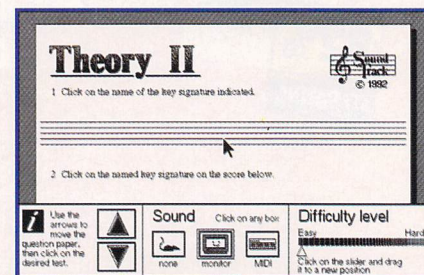 Theory II
Sound
Track
© 1992
1 Click on the name of the key signature indicated.
2 Click on the named key signature on the score below.
i
Use the
arrows to
move the
question paper,
then click on the
desired test.
Sound
Click on any box
none
monitor
MIDI
Difficulty level
Easy
Hard
Click on the slider and drag
it to a new position